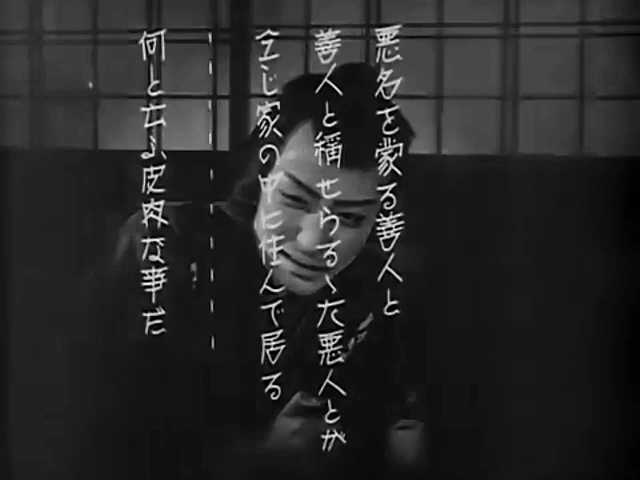 悪名を蒙る善人と
善人と稱せらるゝた悪人とが
仝じ家の中に住んで居る
何と云ふ皮肉な事だ